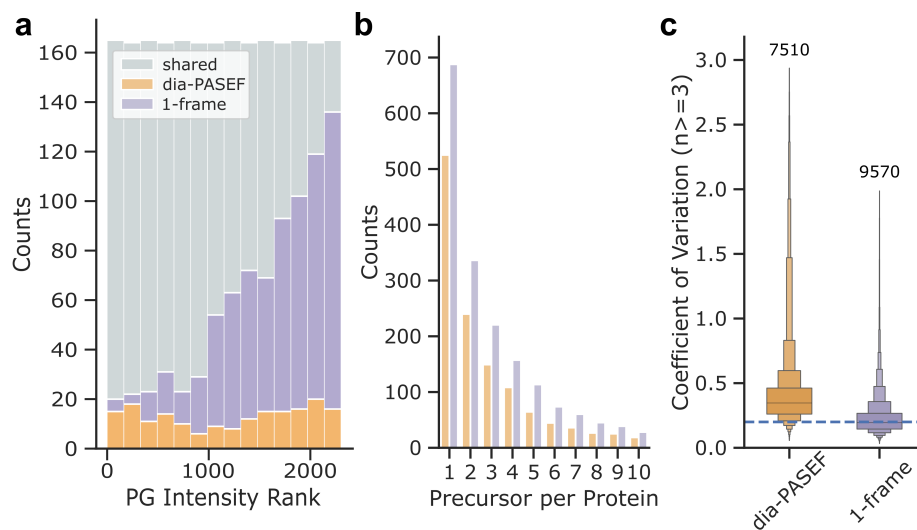 a
160
140
120
100
80
60
40
20
0
Counts
shared
dia-PASEF
1-frame
0 1000 2000
PG Intensity Rank
b
700
600
500
400
300
200
100
0
Counts
1 2 3 4 5 6 7 8 9 10
Precursor per Protein
c
3.0
2.5
2.0
1.5
1.0
0.5
0.0
Coefficient of Variation (n>=3)
7510
9570
dia-PASEF
1-frame